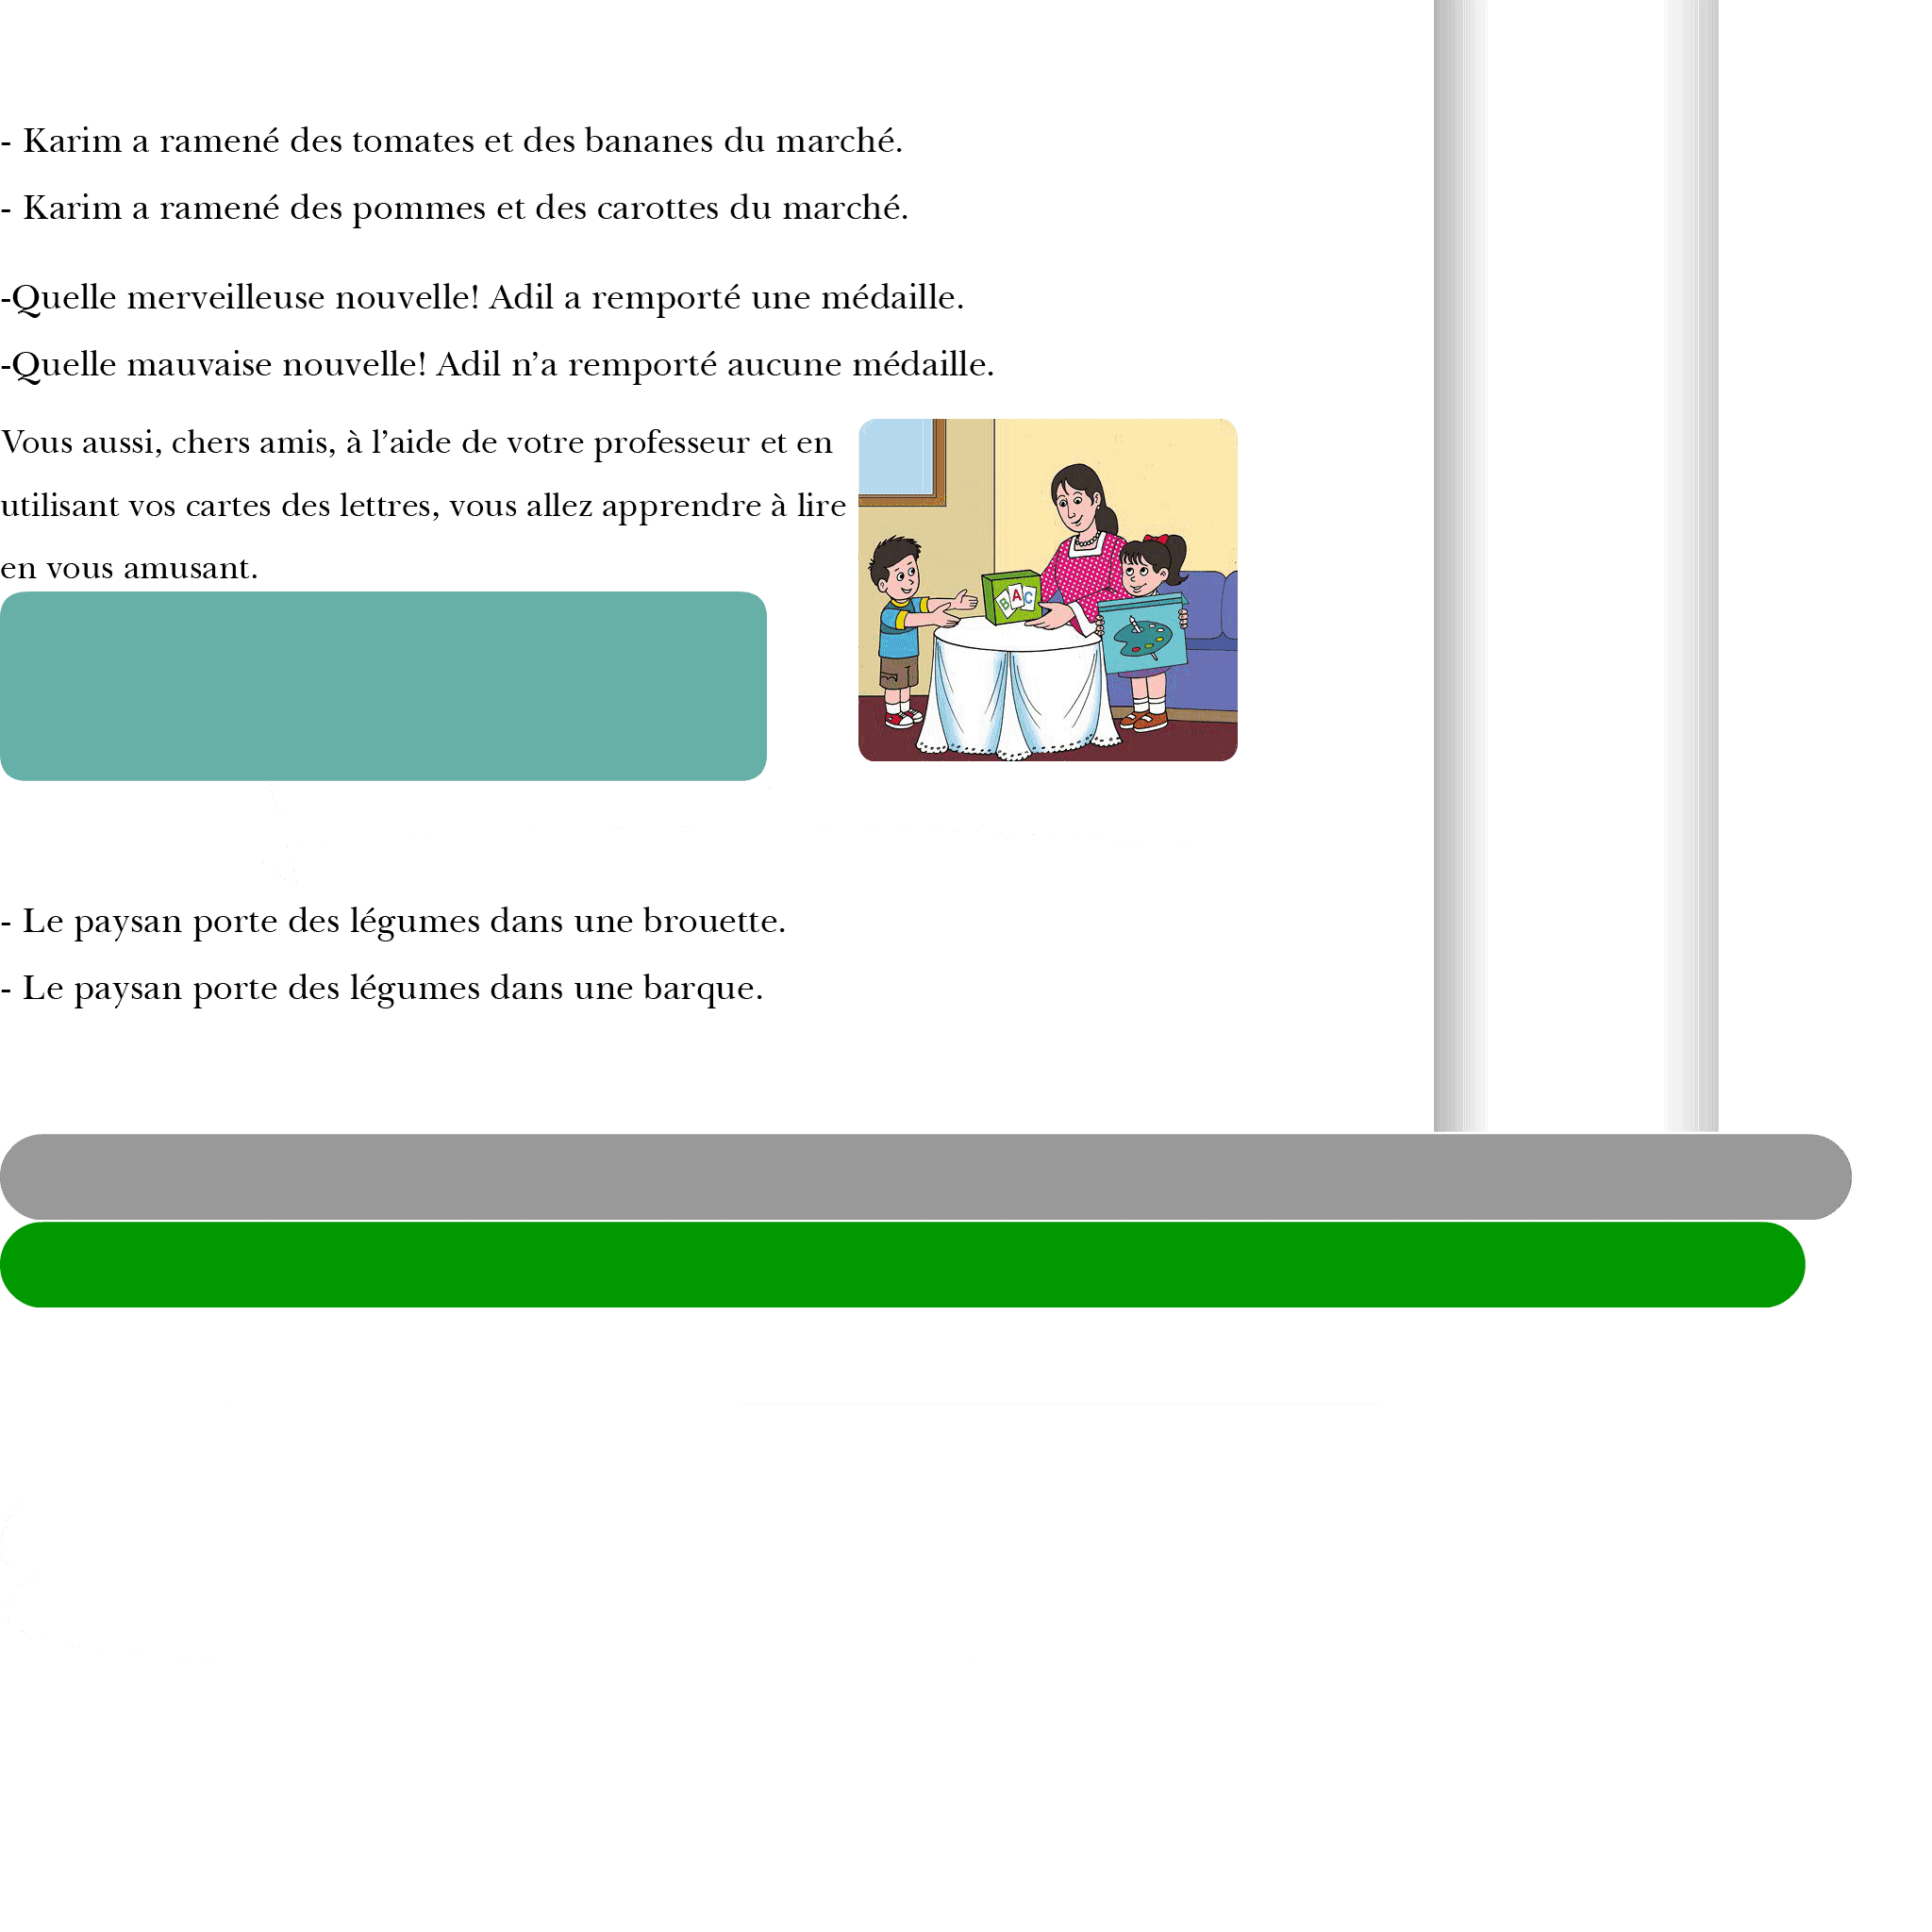 - Karim a ramené des tomates et des bananes du marché.
- Karim a ramené des pommes et des carottes du marché.
-Quelle merveilleuse nouvelle! Adil a remporté une médaille.
-Quelle mauvaise nouvelle! Adil n’a remporté aucune médaille.
Vous aussi, chers amis, à l’aide de votre professeur et en
utilisant vos cartes des lettres, vous allez apprendre à lire
en vous amusant.
B A C
- Le paysan porte des légumes dans une brouette.
- Le paysan porte des légumes dans une barque.